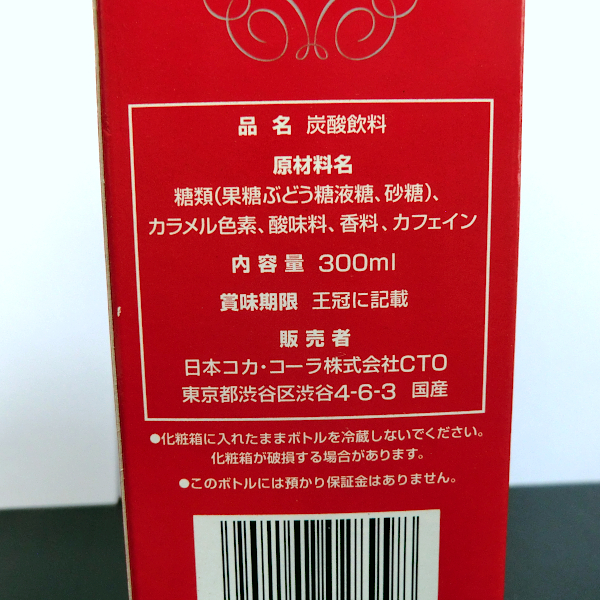 品名 炭酸飲料
原材料名
糖類(果糖ぶどう糖液糖、砂糖)、
カラメル色素、酸味料、香料、カフェイン
内容量 300ml
賞味期限 王冠に記載
販売者
日本コカ・コーラ株式会社CTO
東京都渋谷区渋谷4-6-3 国産
●化粧箱に入れたままボトルを冷蔵しないでください。
化粧箱が破損する場合があります。
●このボトルには預かり保証金はありません。